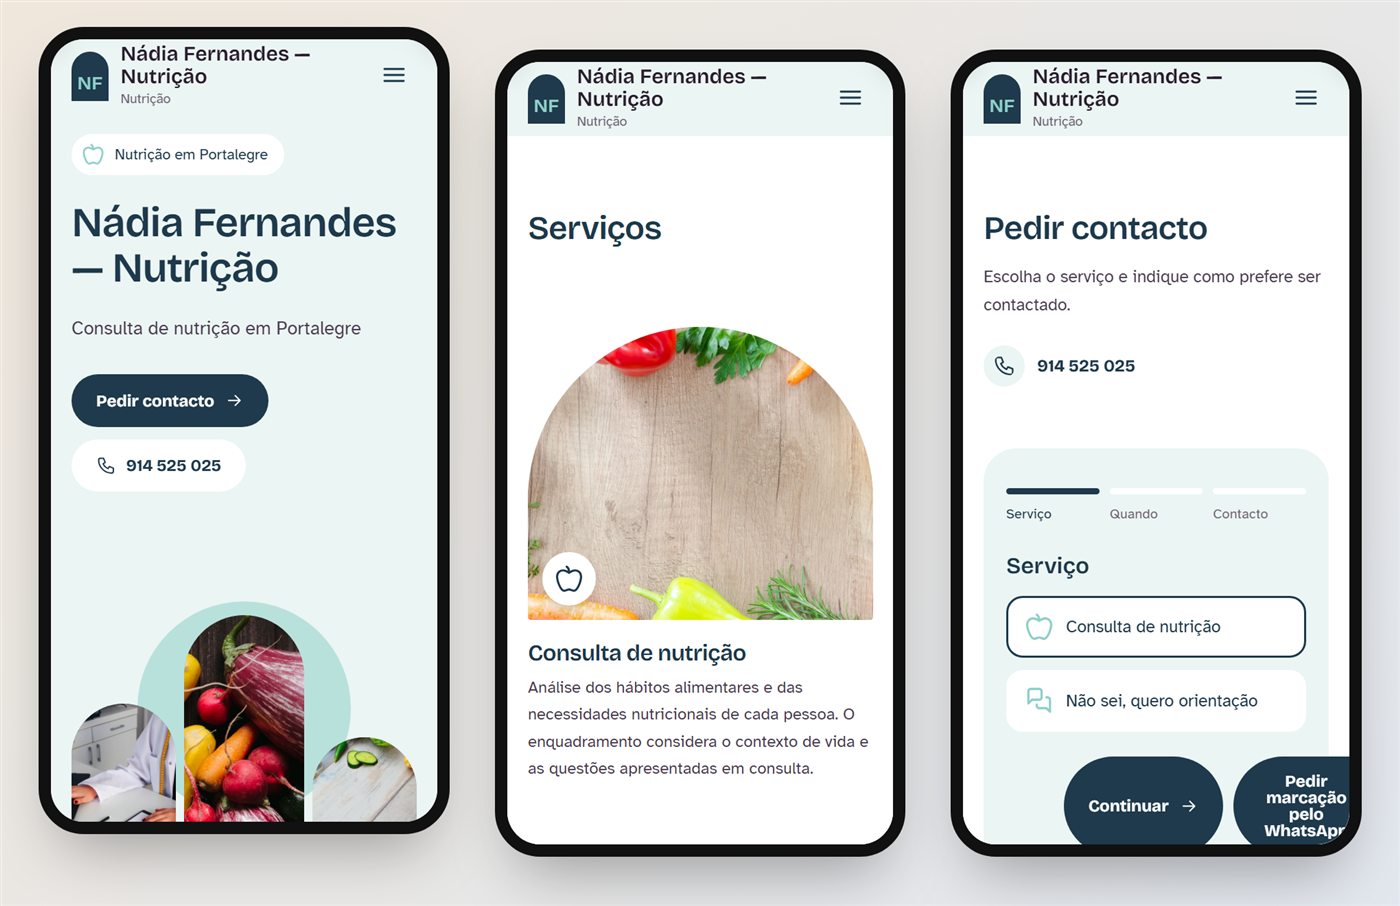 NF
Nádia Fernandes —
Nutrição
Nutrição
Nutrição em Portalegre
Nádia Fernandes
— Nutrição
Consulta de nutrição em Portalegre
Pedir contacto
914 525 025
NF
Nádia Fernandes —
Nutrição
Nutrição
Serviços
Consulta de nutrição
Análise dos hábitos alimentares e das
necessidades nutricionais de cada pessoa. O
enquadramento considera o contexto de vida e
as questões apresentadas em consulta.
NF
Nádia Fernandes —
Nutrição
Nutrição
Pedir contacto
Escolha o serviço e indique como prefere ser
contactado.
914 525 025
Serviço
Quando
Contacto
Serviço
Consulta de nutrição
Não sei, quero orientação
Continuar
Pedir
marcação
pelo
WhatsApp